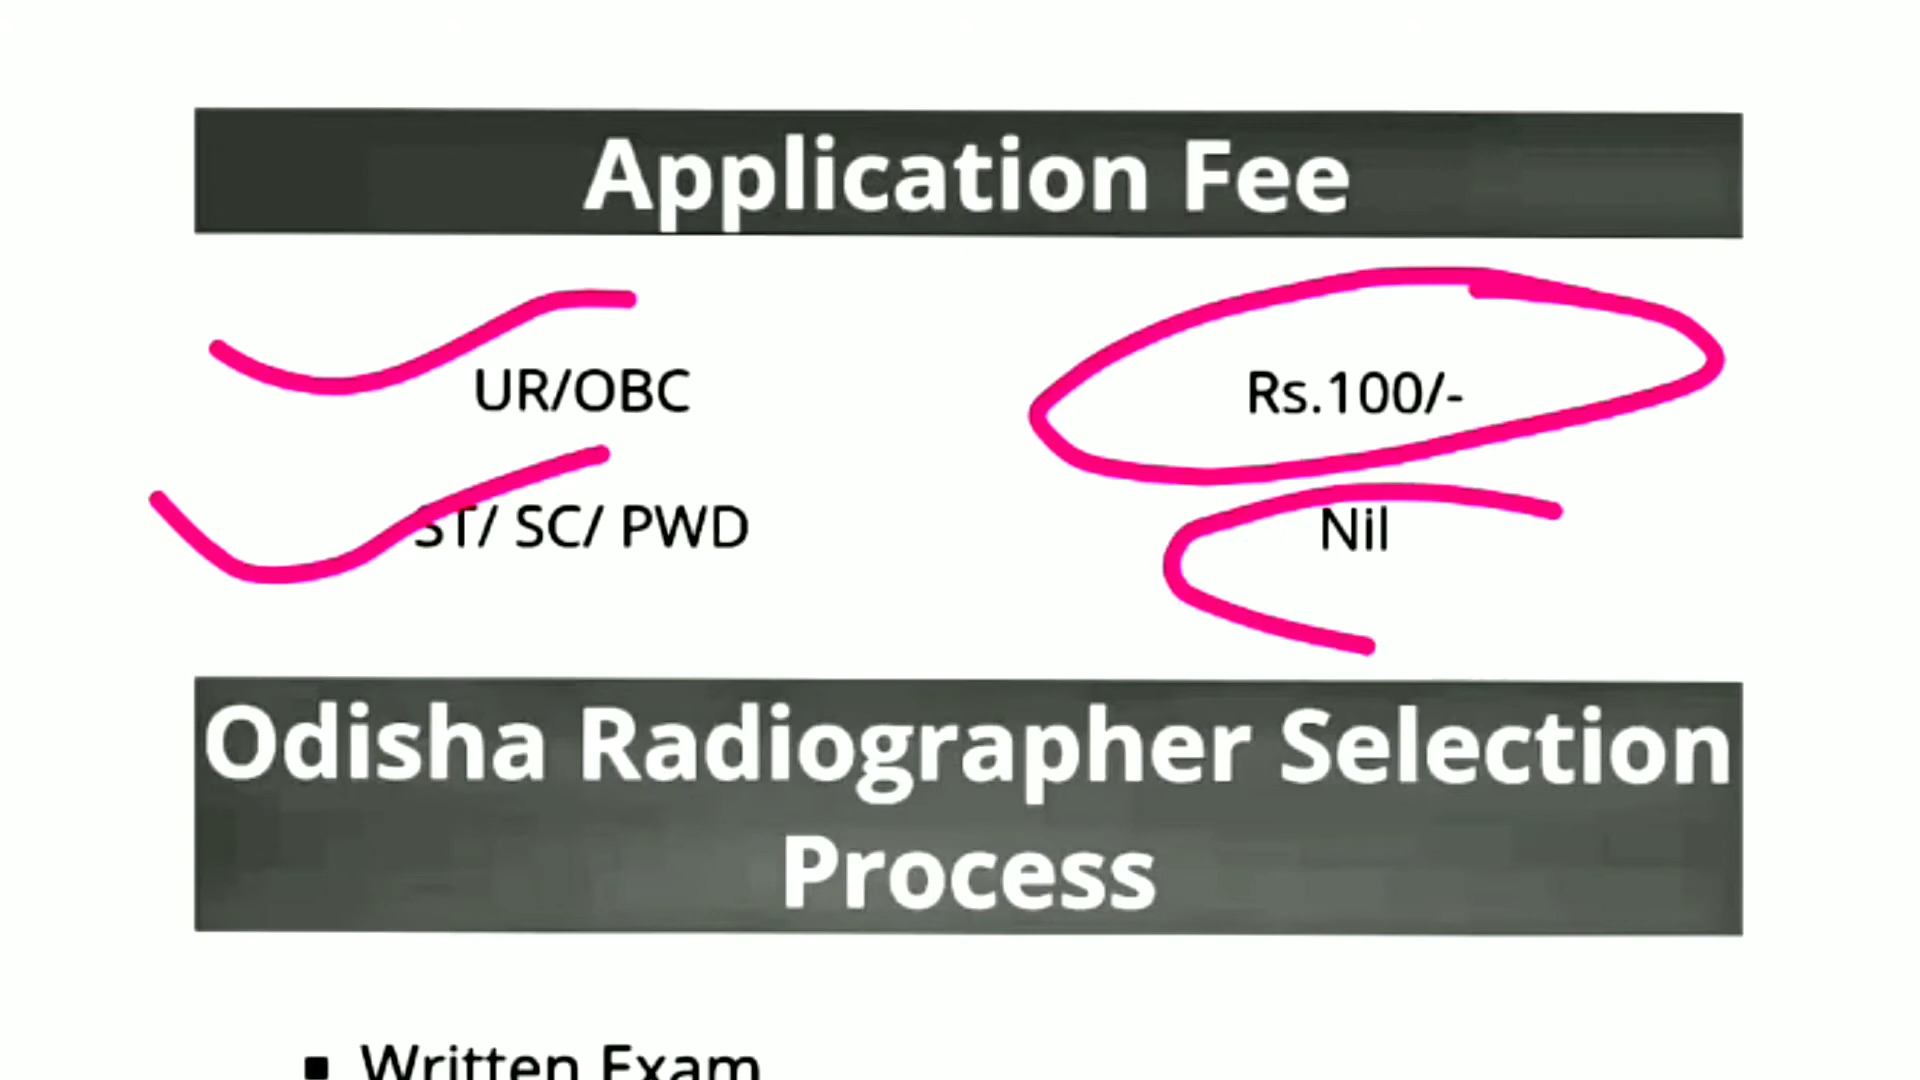 Application Fee
UR/OBC Rs.100/-
ST/ SC/ PWD Nil
Odisha Radiographer Selection
Process
▪ Written Exam